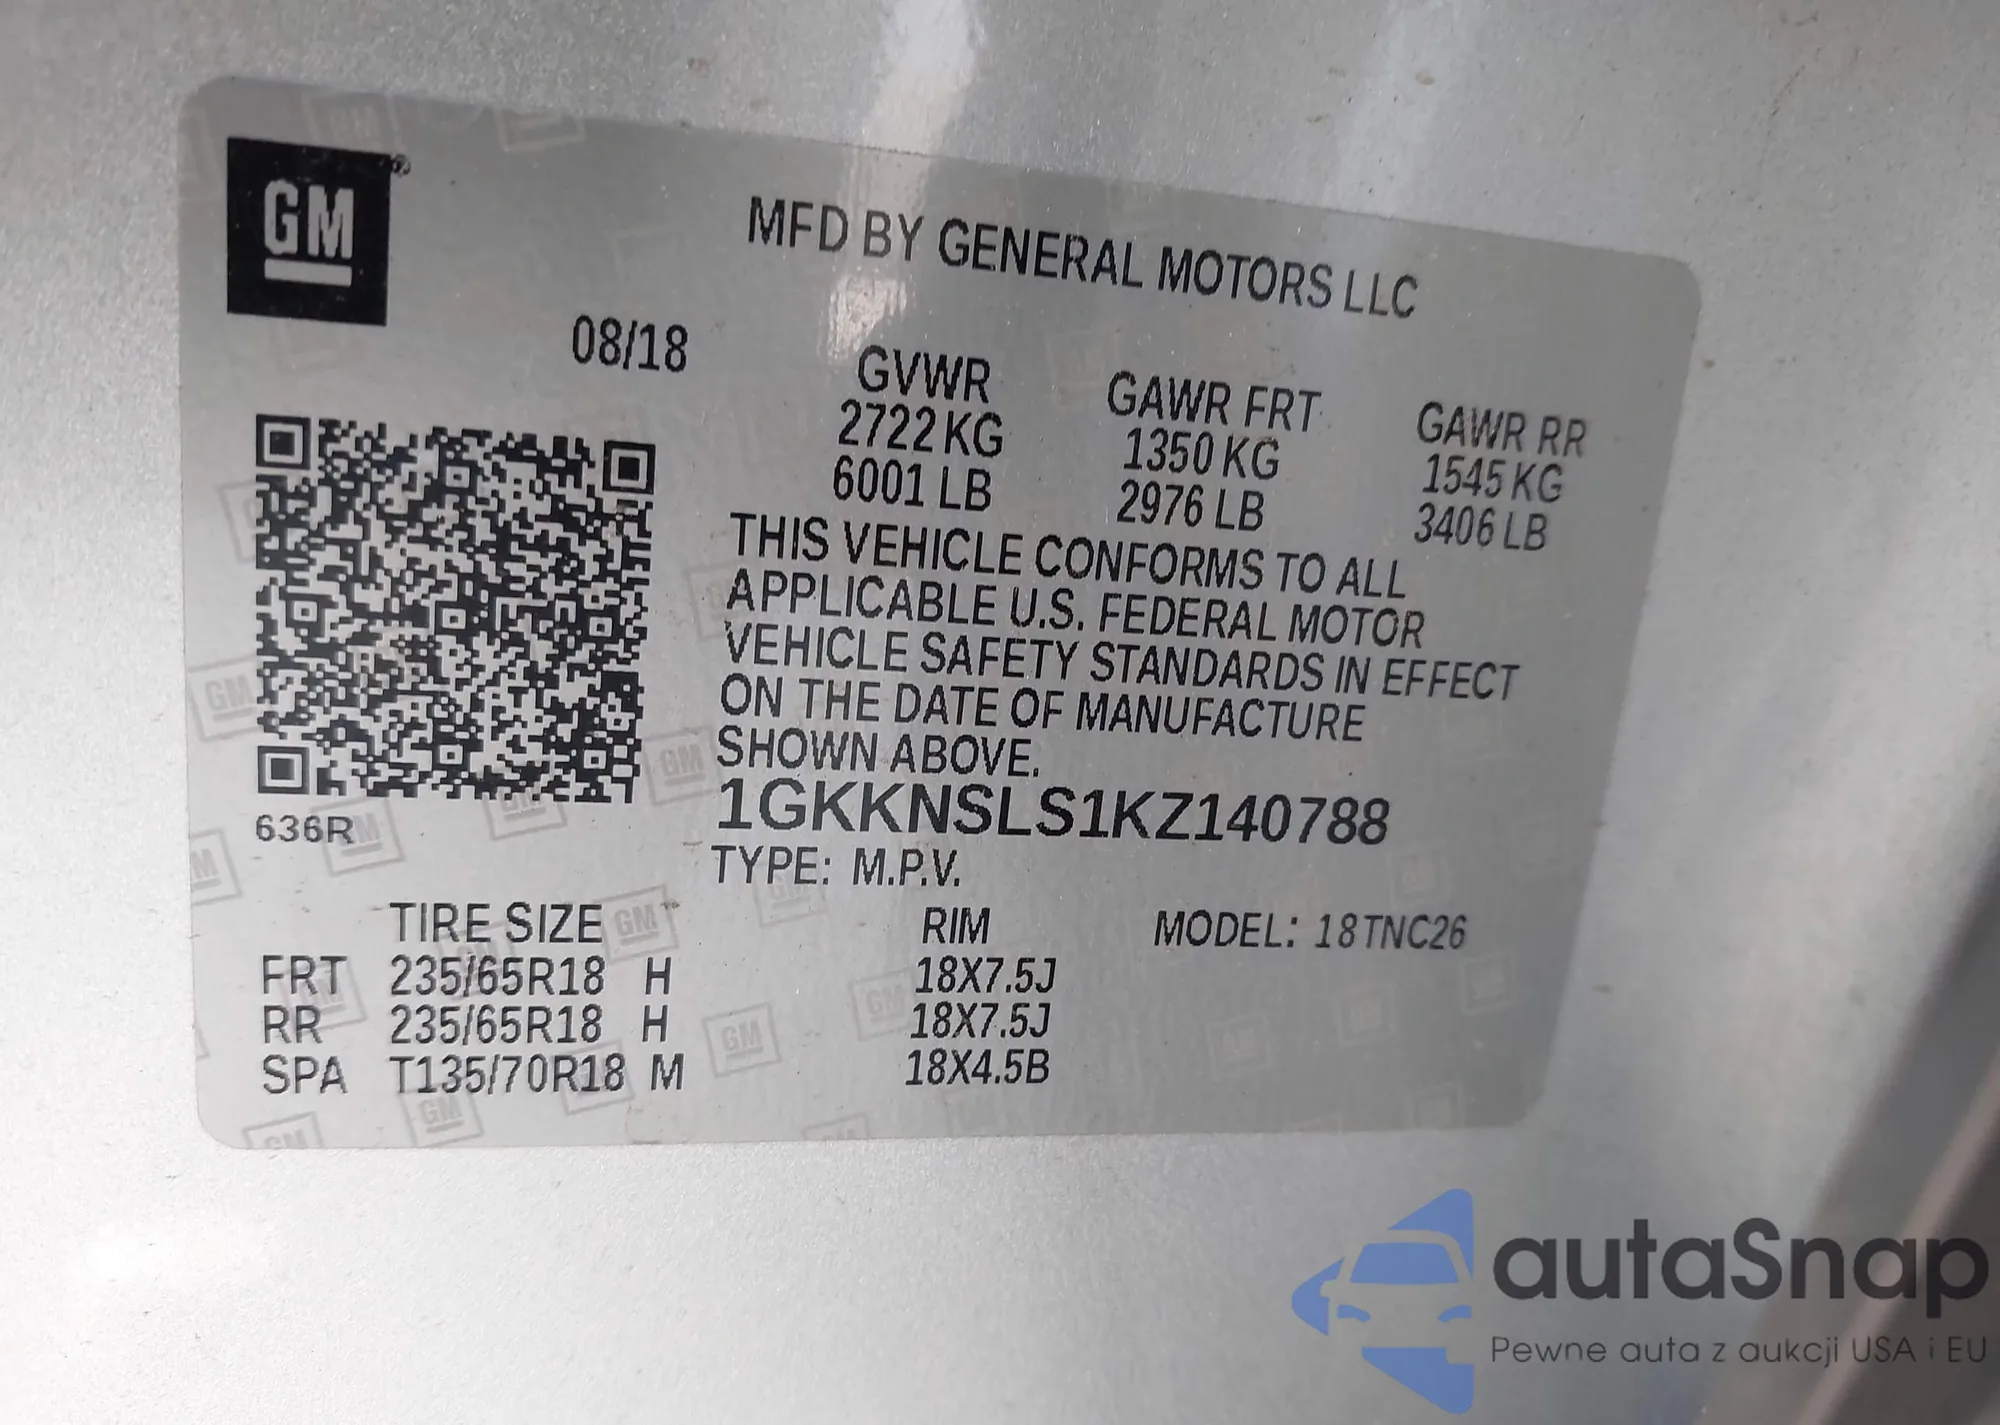 GM
MFD BY GENERAL MOTORS LLC
08/18
GVWR GAWR FRT GAWR RR
2722 KG 1350 KG 1545 KG
6001 LB 2976 LB 3406 LB
THIS VEHICLE CONFORMS TO ALL
APPLICABLE U.S. FEDERAL MOTOR
VEHICLE SAFETY STANDARDS IN EFFECT
ON THE DATE OF MANUFACTURE
SHOWN ABOVE.
1GKKNSLS1KZ140788
636R
TYPE: M.P.V.
TIRE SIZE RIM MODEL: 18TNC26
FRT 235/65R18 H 18X7.5J
RR 235/65R18 H 18X7.5J
SPA T135/70R18 M 18X4.5B
autaSnap
Pewne auta z aukcji USA i EU